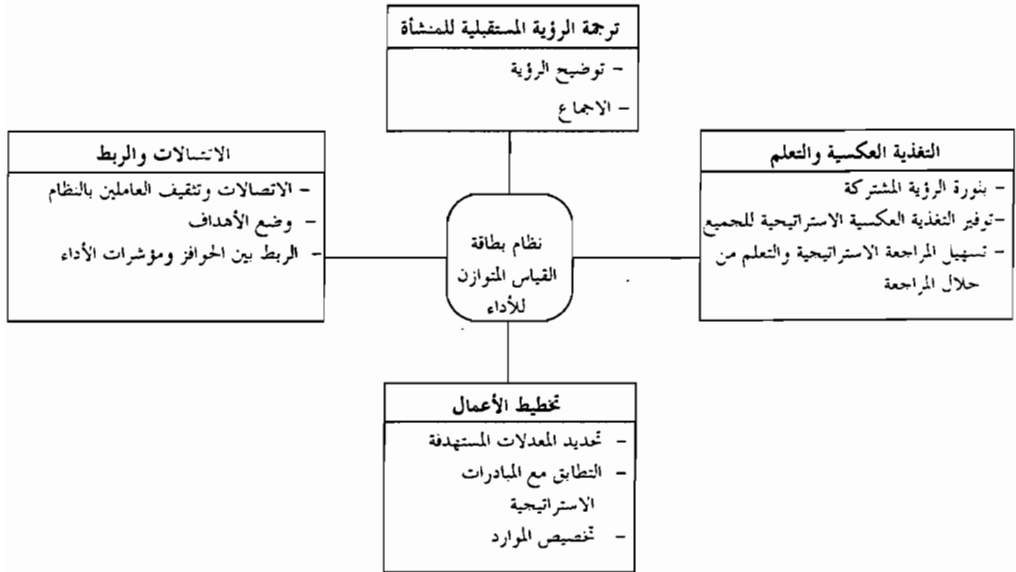 ترجمة الرؤية المستقبلية للمنشأة
- توضيح الرؤية
- الاجماع
التغذية العكسية والتعلم
- بلورة الرؤية المشتركة
- توفير التغذية العكسية الاستراتيجية للجميع
- تسهيل المراجعة الاستراتيجية والتعلم من
حلال المراجعة
نظام بطاقة
القياس المتوازن
للأداء
الاتصالات والربط
- الاتصالات وتثقيف العاملين بالنظام
- وضع الأهداف
- الربط بين الحوافز ومؤشرات الأداء
تخطيط الأعمال
- تحديد المعدلات المستهدفة
- التطابق مع المبادرات
الاستراتيجية
- تخصيص الموارد